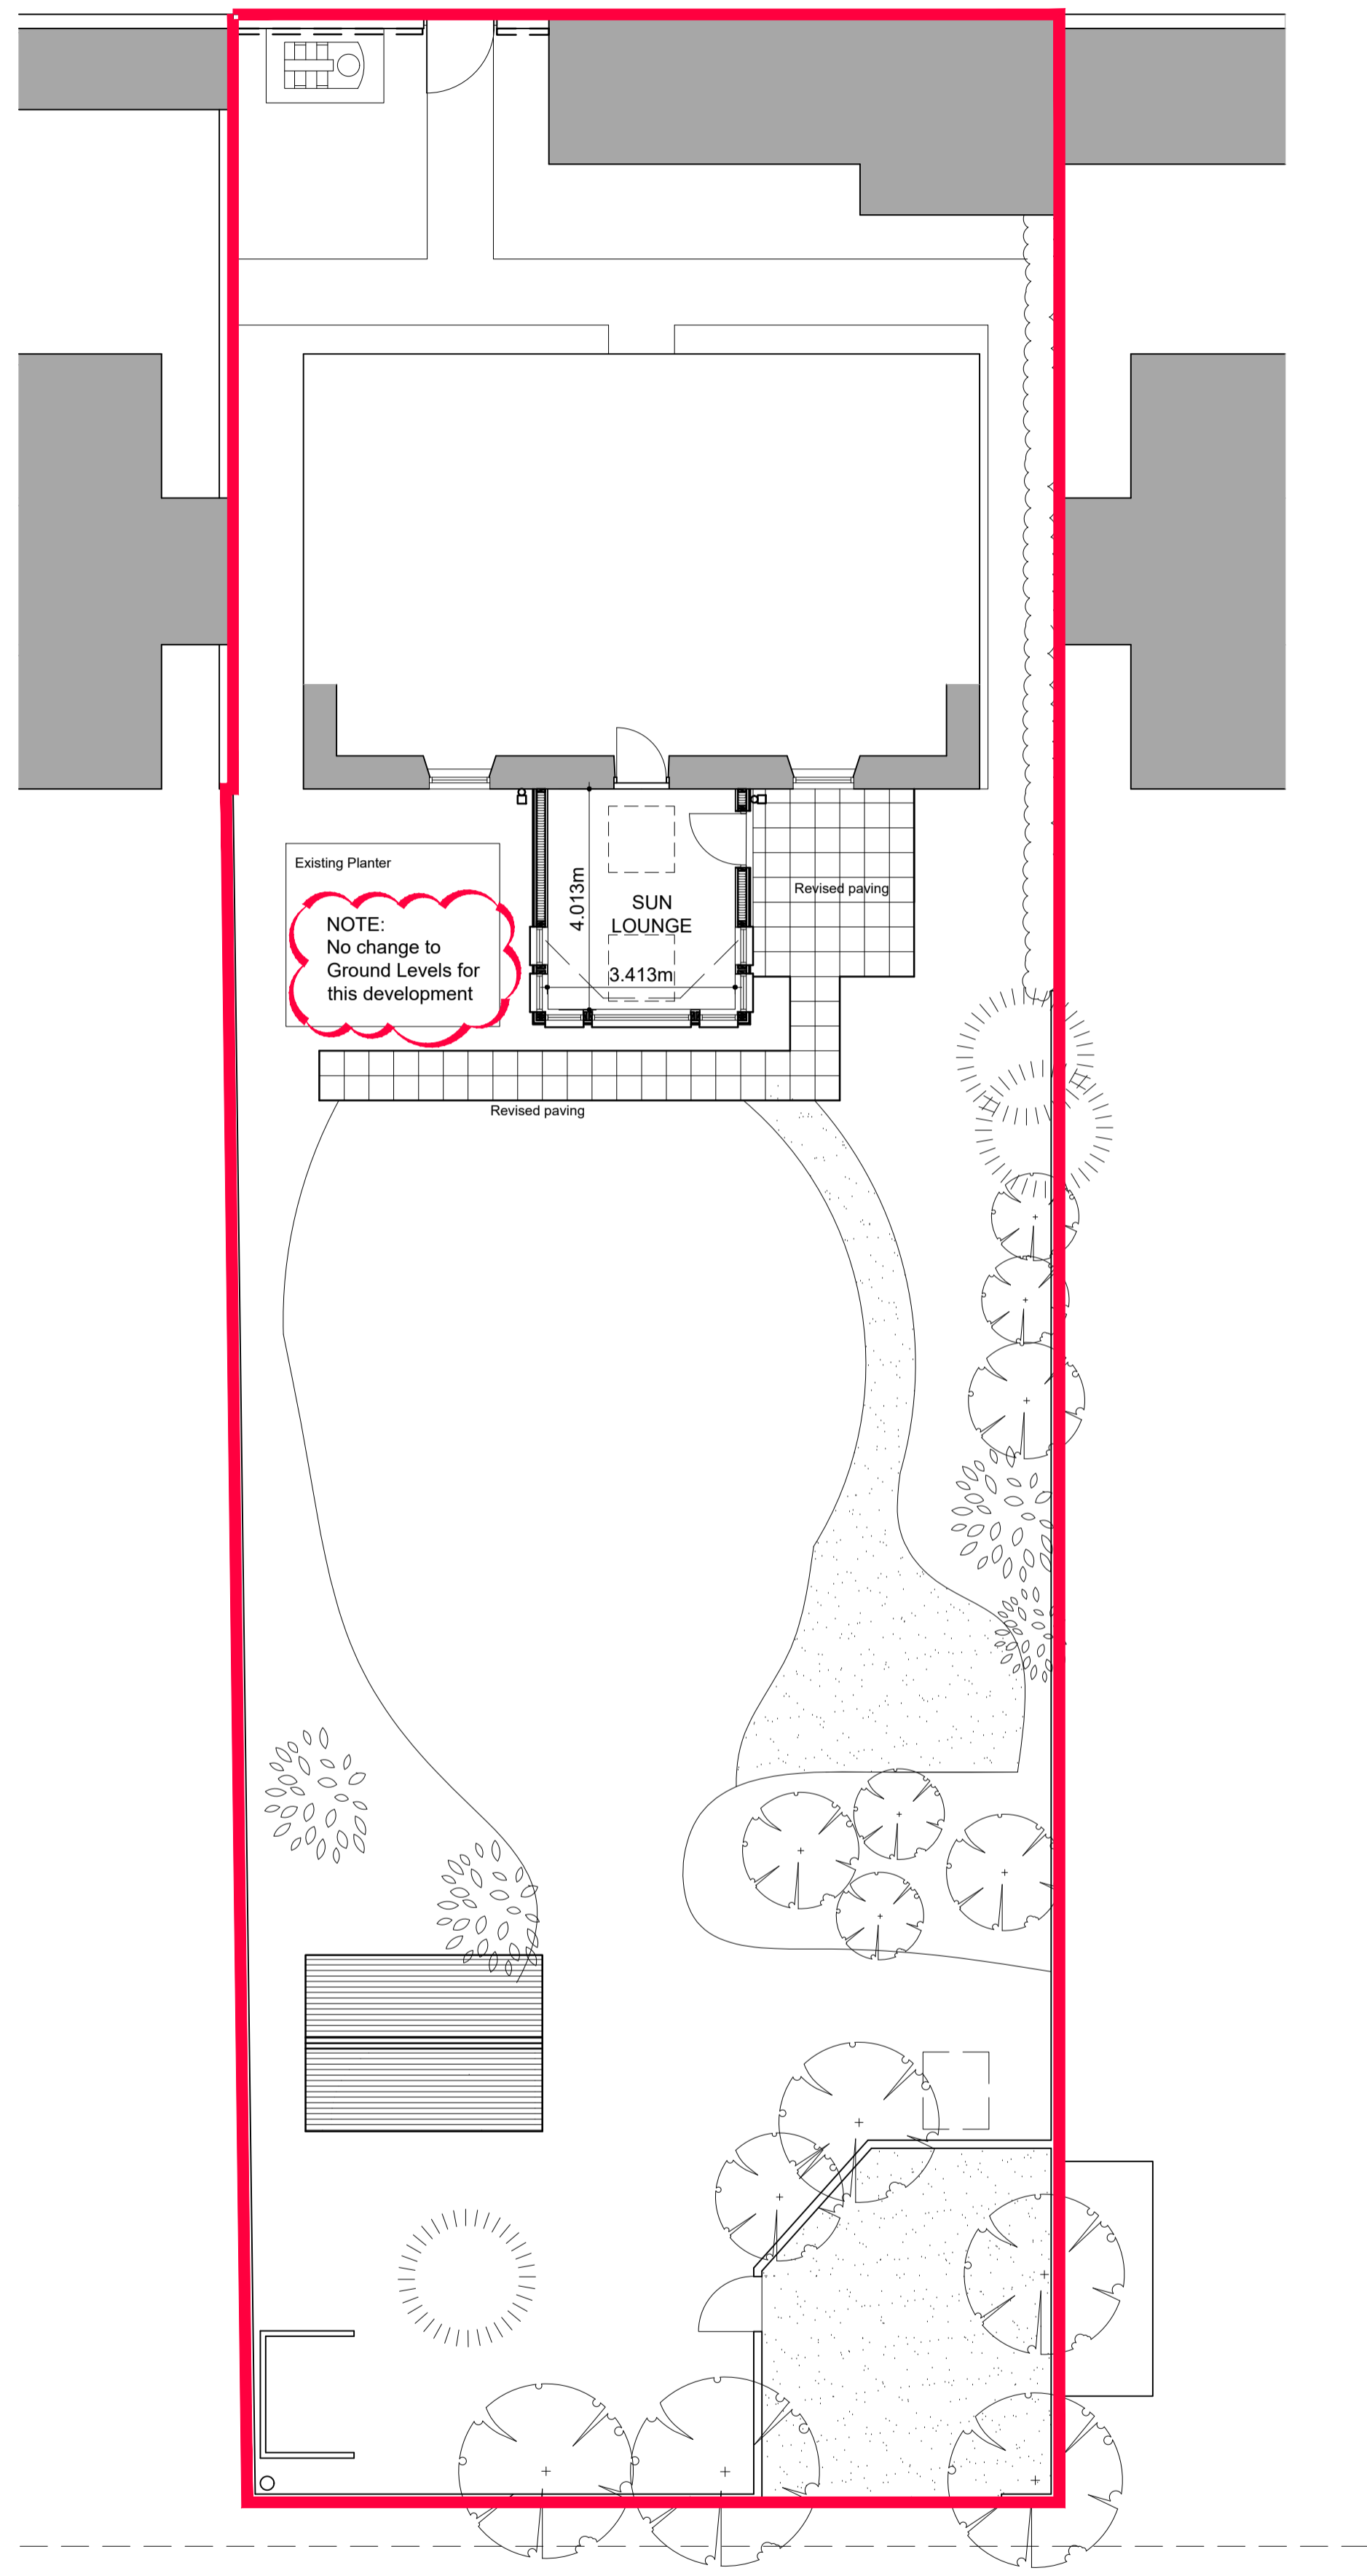 Existing Planter
NOTE:
No change to
Ground Levels for
this development
4.013m
SUN
LOUNGE
3.413m
Revised paving
Revised paving